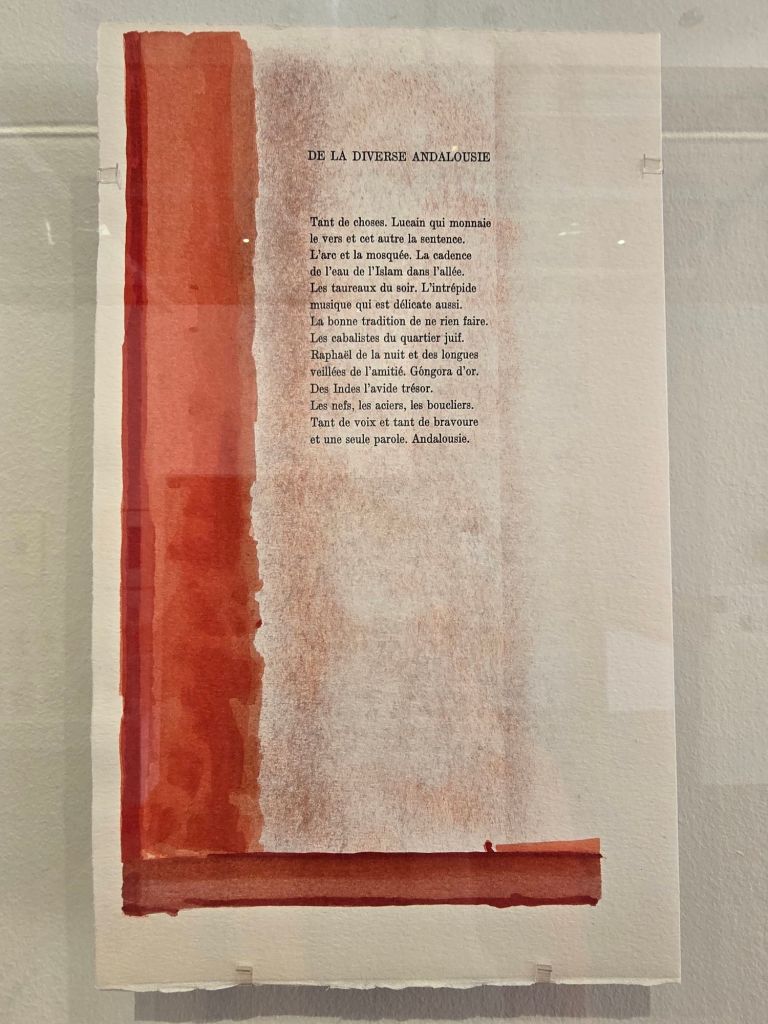 DE LA DIVERSE ANDALOUSIE
Tant de choses. Lucain qui monnaie
le vers et cet autre la sentence.
L'arc et la mosquée. La cadence
de l'eau de l'Islam dans l'allée.
Les taureaux du soir. L'intrépide
musique qui est délicate aussi.
La bonne tradition de ne rien faire.
Les cabalistes du quartier juif.
Raphaël de la nuit et des longues
veillées de l'amitié. Góngora d'or.
Des Indes l'avide trésor.
Les nefs, les aciers, les boucliers.
Tant de voix et tant de bravoure
et une seule parole. Andalousie.